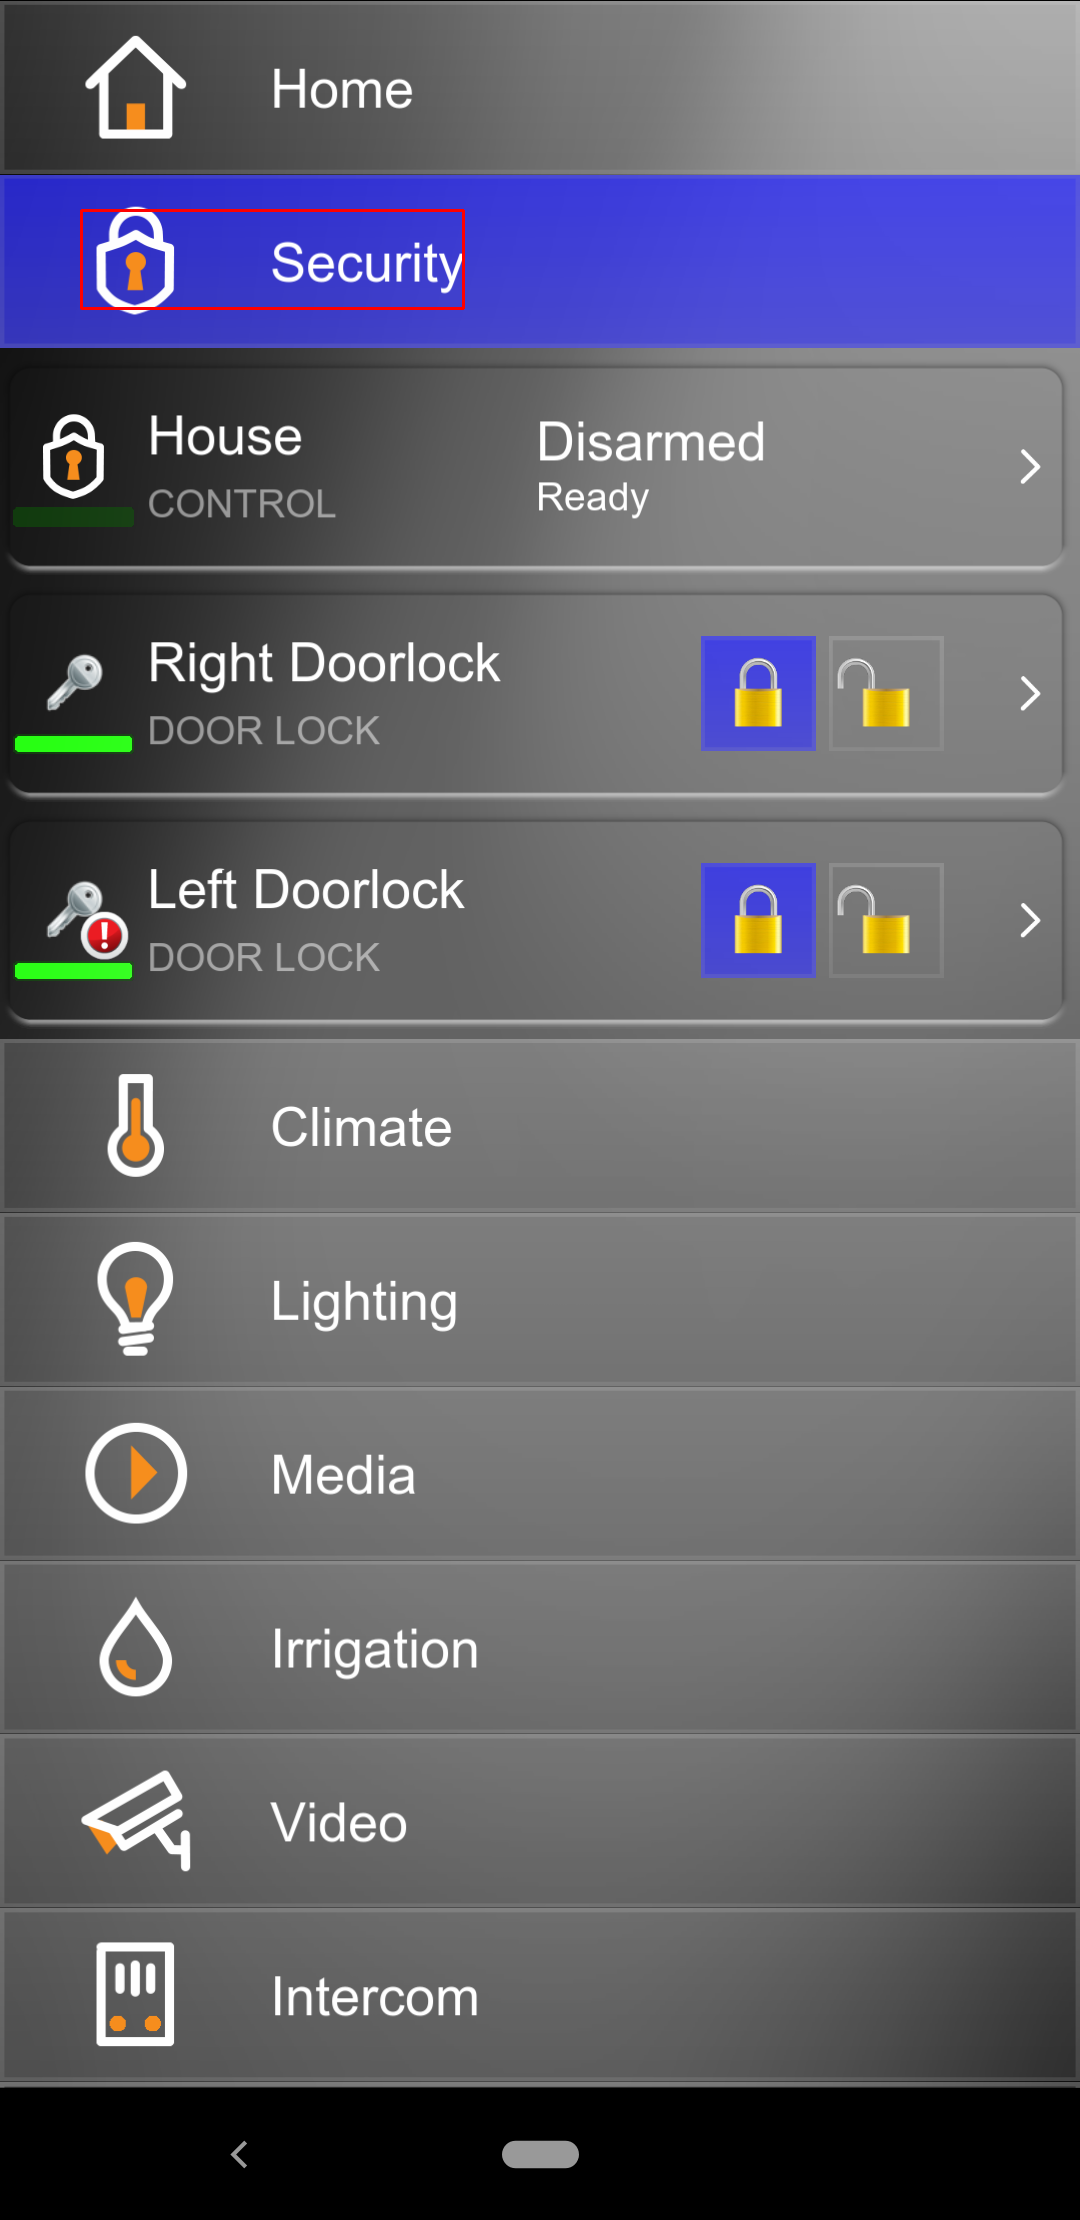 Home
Security
House
CONTROL
Disarmed
Ready
Right Doorlock
DOOR LOCK
Left Doorlock
DOOR LOCK
Climate
Lighting
Media
Irrigation
Video
Intercom